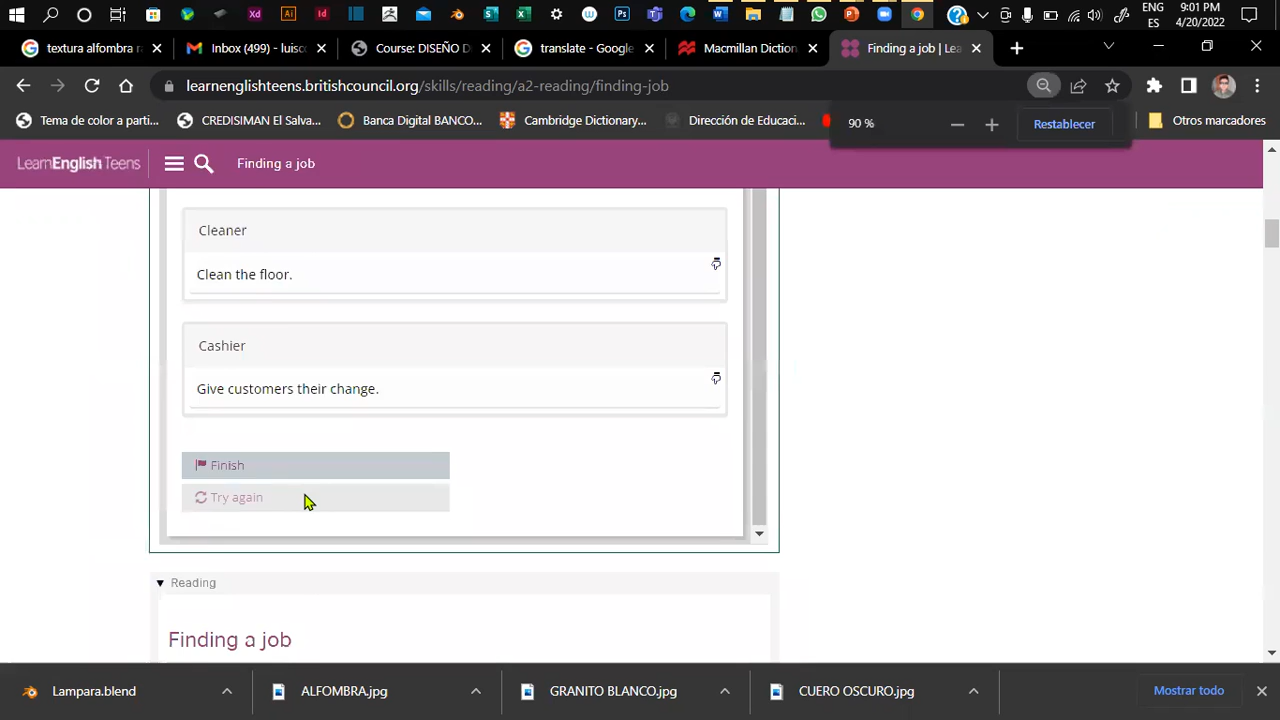 9:01 PM
ENG
ES
4/20/2022
textura alfombra ra
Inbox (499) - luisc
Course: DISEÑO D
translate - Google
Macmillan Diction
Finding a job | Lea
learnenglishteens.britishcouncil.org/skills/reading/a2-reading/finding-job
Tema de color a parti...
CREDISIMAN El Salva...
Banca Digital BANCO...
Cambridge Dictionary...
Dirección de Educaci...
Otros marcadores
90 %
Restablecer
LearnEnglish Teens
Finding a job
Cleaner
Clean the floor.
Cashier
Give customers their change.
Finish
Try again
Reading
Finding a job
Lampara.blend
ALFOMBRA.jpg
GRANITO BLANCO.jpg
CUERO OSCURO.jpg
Mostrar todo